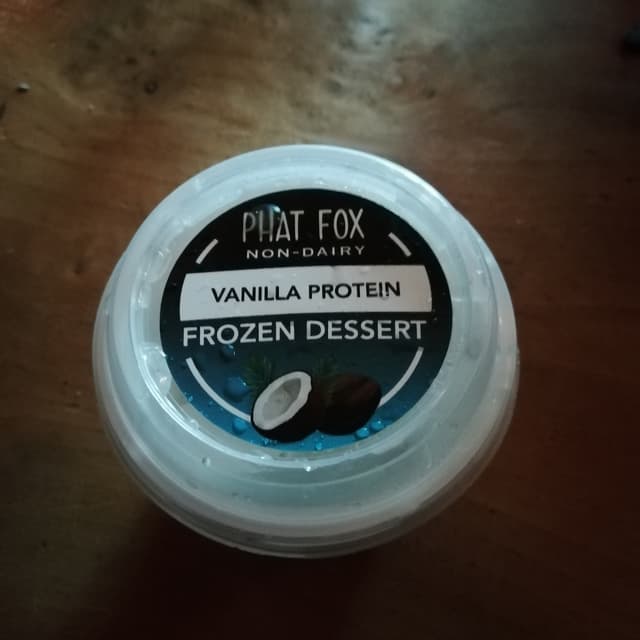 PHAT FOX
NON-DAIRY
VANILLA PROTEIN
FROZEN DESSERT